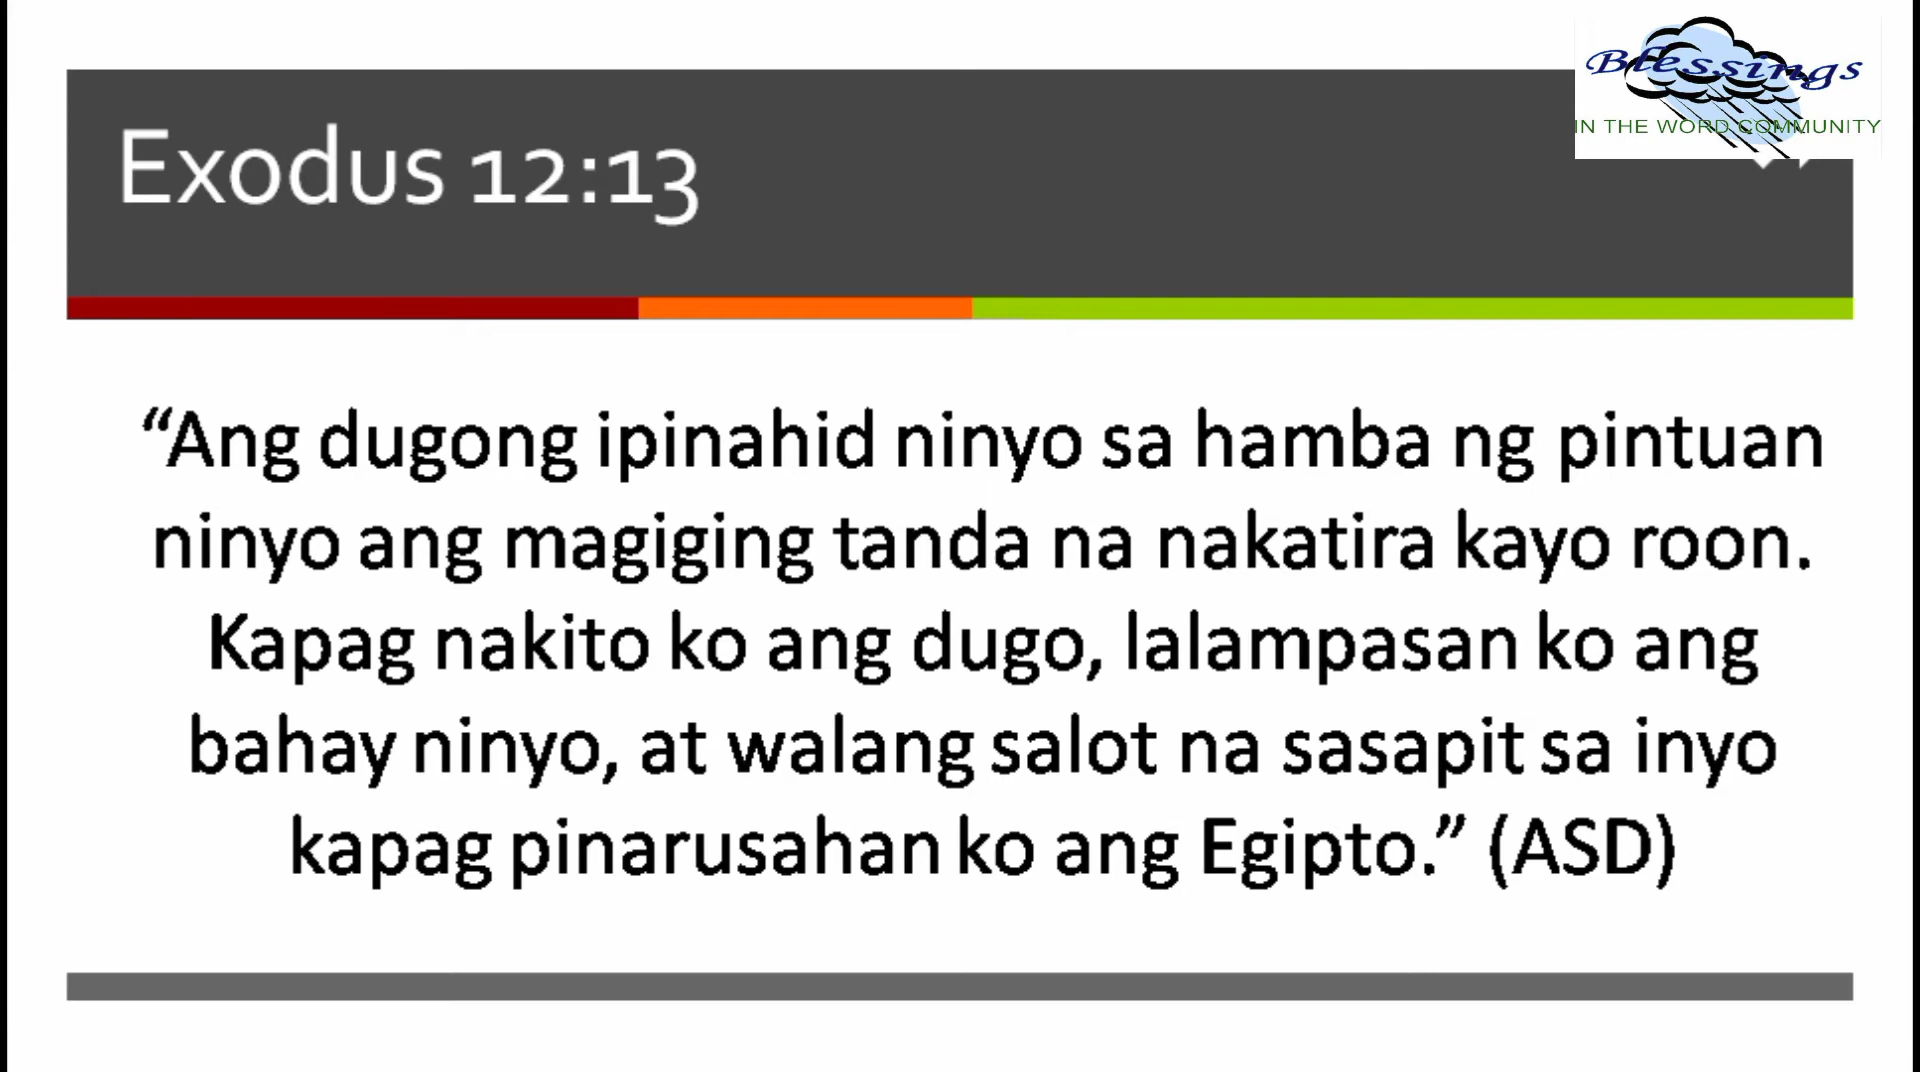 Blessings
IN THE WORD COMMUNITY
Exodus 12:13
“Ang dugong ipinahid ninyo sa hamba ng pintuan
ninyo ang magiging tanda na nakatira kayo roon.
Kapag nakito ko ang dugo, lalampasan ko ang
bahay ninyo, at walang salot na sasapit sa inyo
kapag pinarusahan ko ang Egipto.” (ASD)